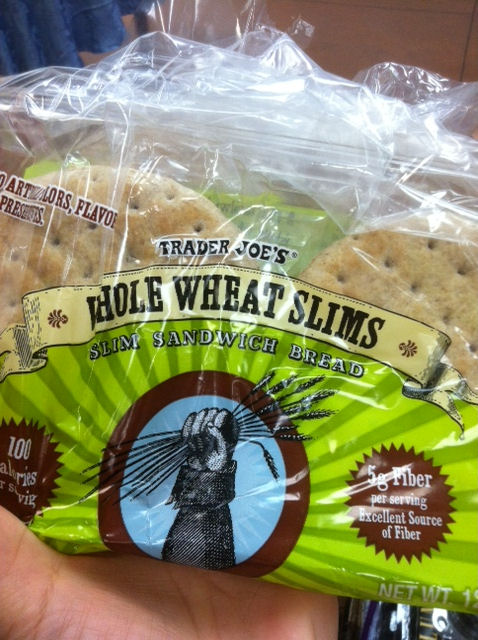 TRADER JOE'S®
WHOLE WHEAT SLIMS
SLIM SANDWICH BREAD
100
5g Fiber
per serving
Excellent Source
of Fiber
NET WT